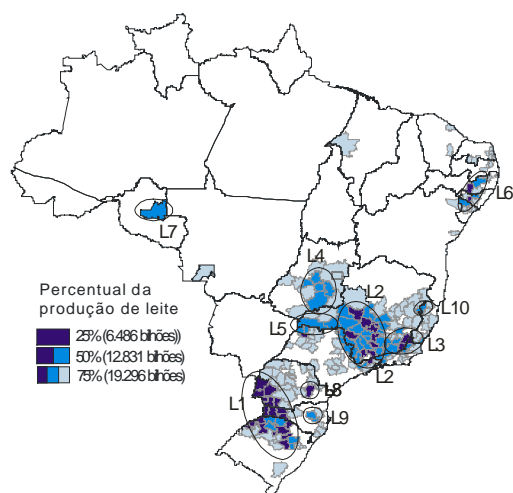 L6
L7
L4
L2
L10
L5
L3
L2
L8
L1
L9
Percentual da
produção de leite
25% (6.486 bilhões))
50% (12.831 bilhões)
75% (19.296 bilhões)